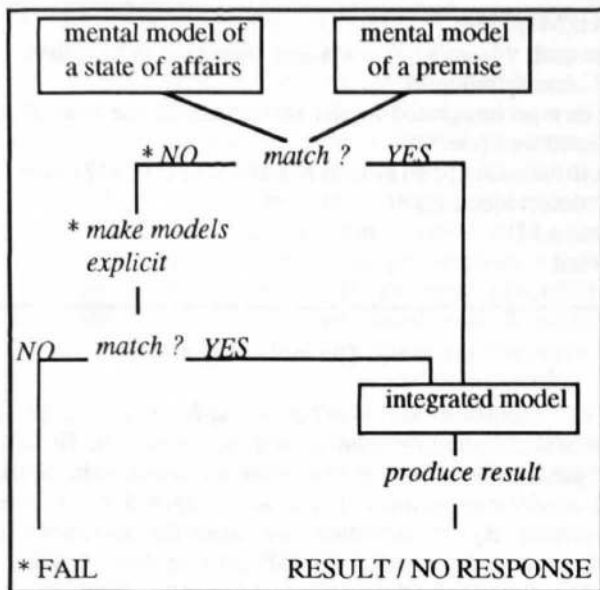 mental model of
a state of affairs
mental model
of a premise
* NO match ? YES
* make models
explicit
NO match ? YES
integrated model
produce result
* FAIL RESULT / NO RESPONSE